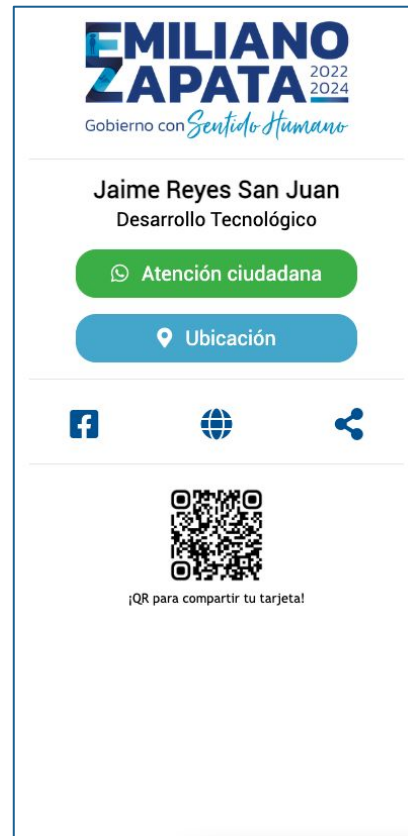 EMILIANO
ZAPATA 2022
2024
Gobierno con Sentido Humano
Jaime Reyes San Juan
Desarrollo Tecnológico
Atención ciudadana
Ubicación
¡QR para compartir tu tarjeta!